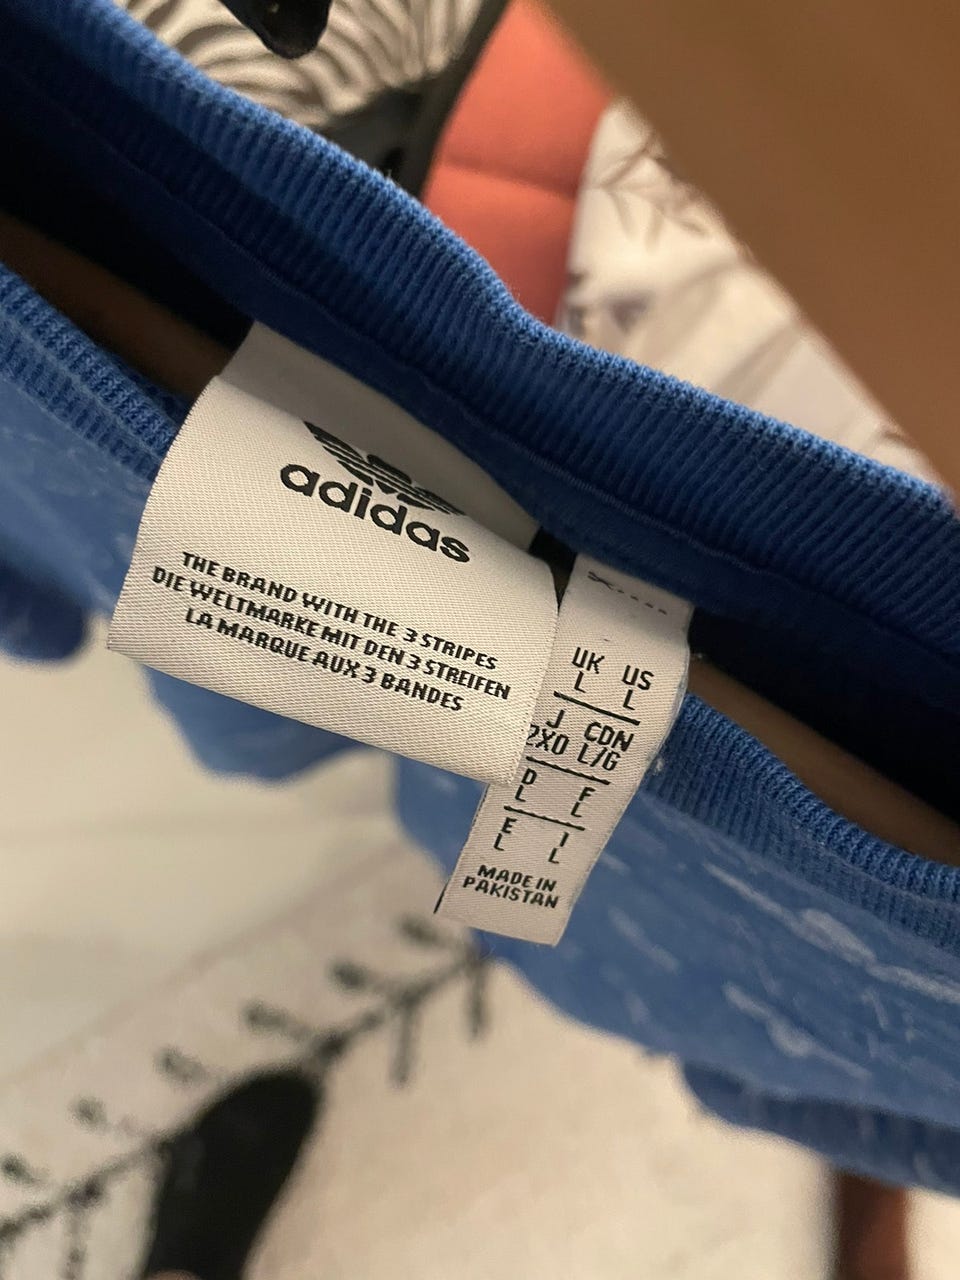 adidas
THE BRAND WITH THE 3 STRIPES
DIE WELTMARKE MIT DEN 3 STREIFEN
LA MARQUE AUX 3 BANDES
UK US
L L
J CDN
2XO L/G
D F
L L
E I
L L
MADE IN
PAKISTAN